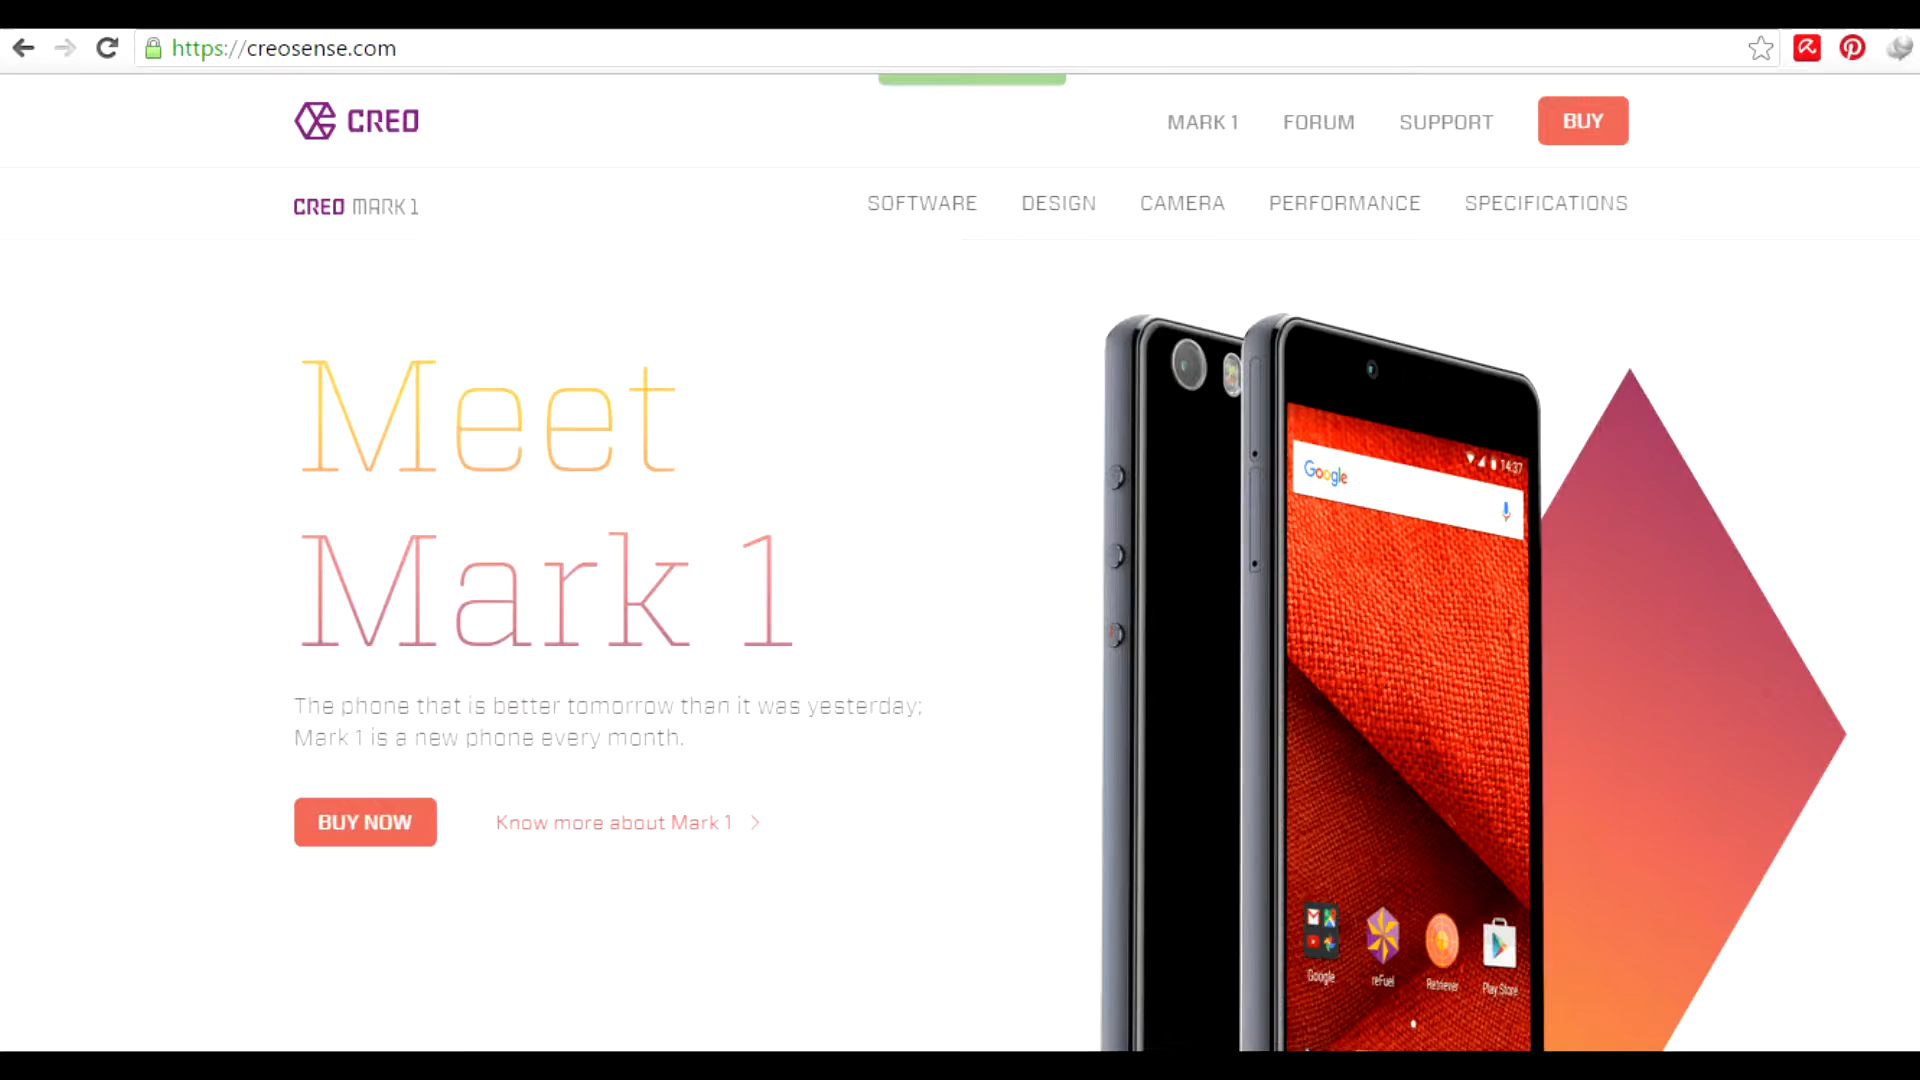 https://creosense.com
CREO
MARK 1 FORUM SUPPORT BUY
CREO MARK 1
SOFTWARE DESIGN CAMERA PERFORMANCE SPECIFICATIONS
Meet
Mark 1
The phone that is better tomorrow than it was yesterday;
Mark 1 is a new phone every month.
BUY NOW
Know more about Mark 1
14:37
Google
Google reFuel Retriever Play Store